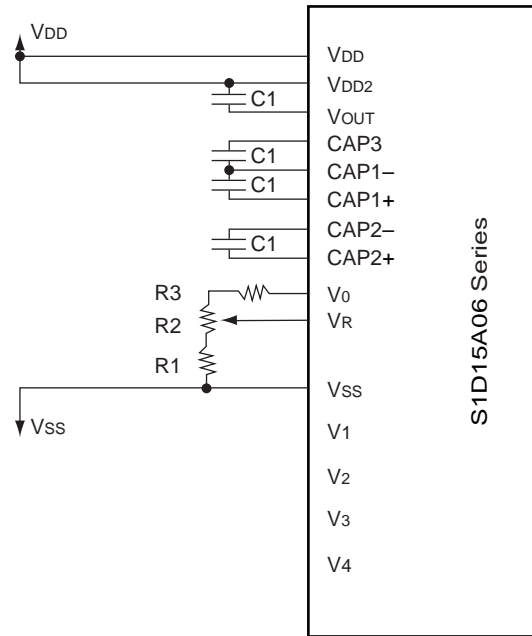 VDD
VDD
VDD2
C1
VOUT
CAP3
C1
CAP1–
C1
CAP1+
CAP2–
C1
CAP2+
R3
V0
R2
VR
R1
VSS
VSS
V1
V2
V3
V4
S1D15A06 Series